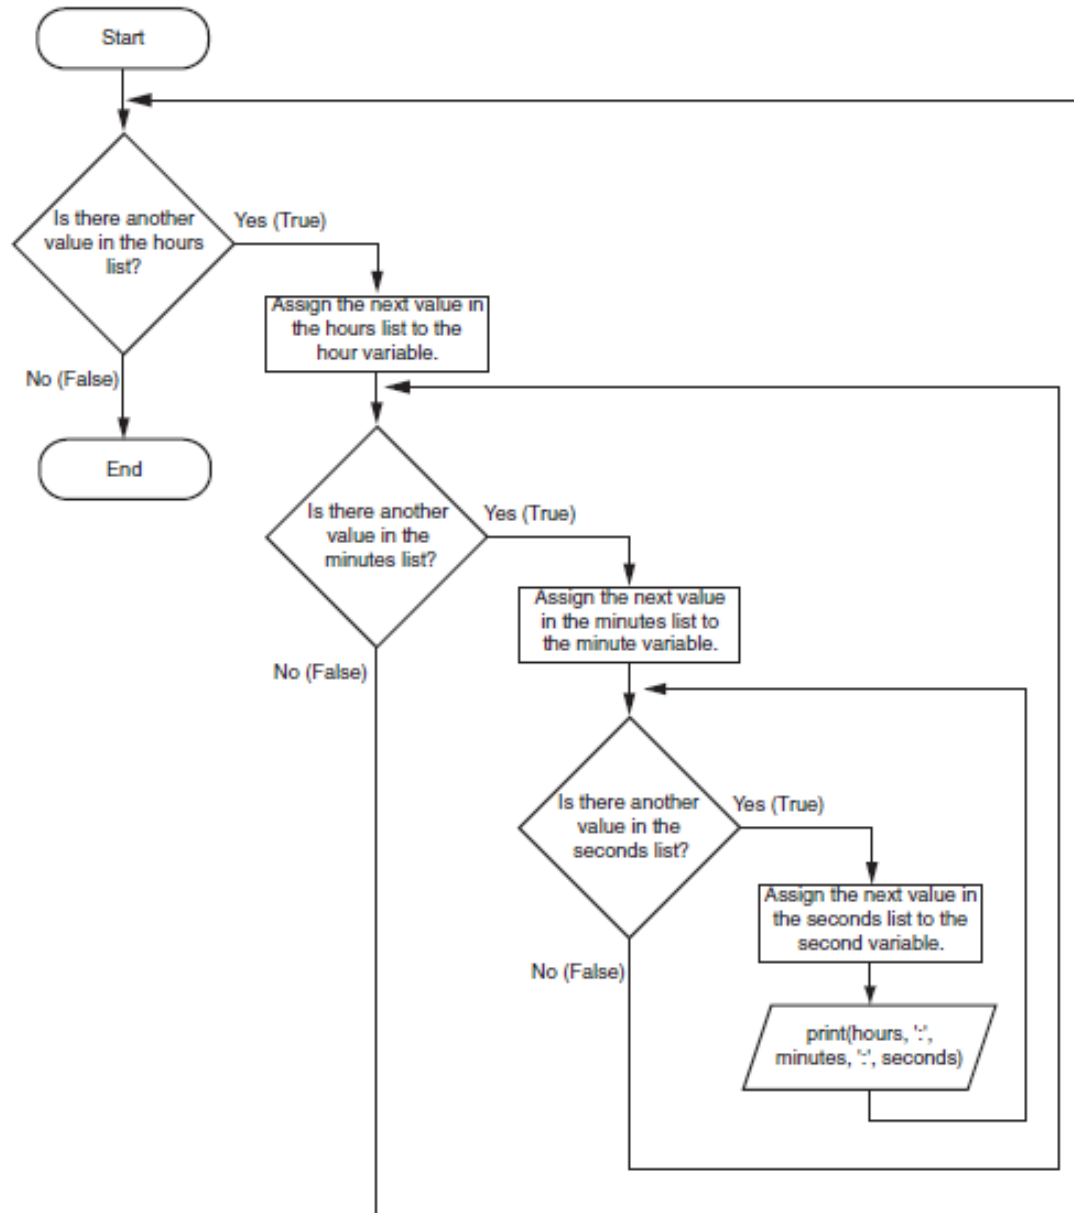 Start
Is there another
value in the hours
list?
Yes (True)
Assign the next value in
the hours list to the
hour variable.
No (False)
End
Is there another
value in the
minutes list?
Yes (True)
Assign the next value
in the minutes list to
the minute variable.
No (False)
Is there another
value in the
seconds list?
Yes (True)
Assign the next value in
the seconds list to the
second variable.
No (False)
print(hours, ':',
minutes, ':', seconds)